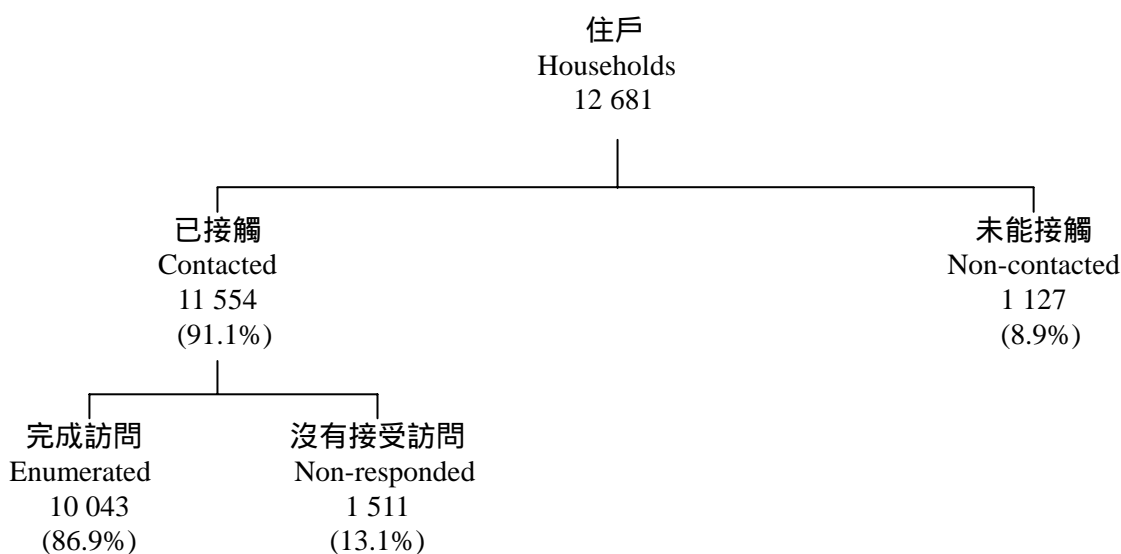 住戶
Households
12 681
已接觸
Contacted
11 554
(91.1%)
未能接觸
Non-contacted
1 127
(8.9%)
完成訪問
Enumerated
10 043
(86.9%)
沒有接受訪問
Non-responded
1 511
(13.1%)